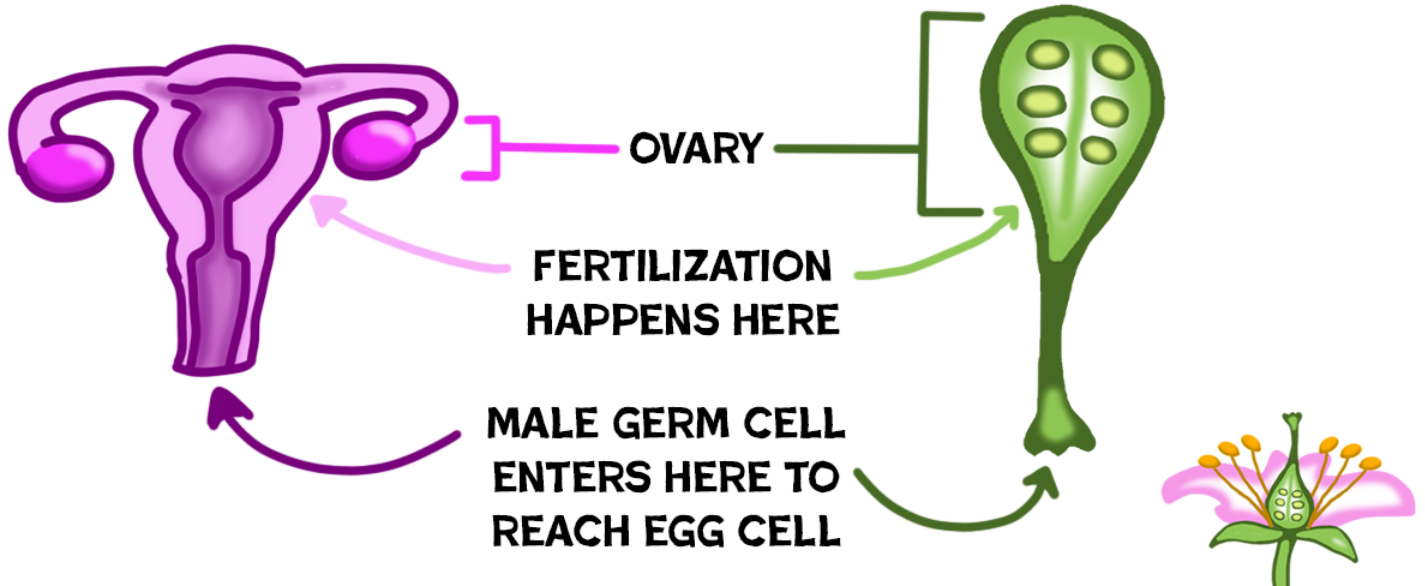 OVARY
FERTILIZATION
HAPPENS HERE
MALE GERM CELL
ENTERS HERE TO
REACH EGG CELL